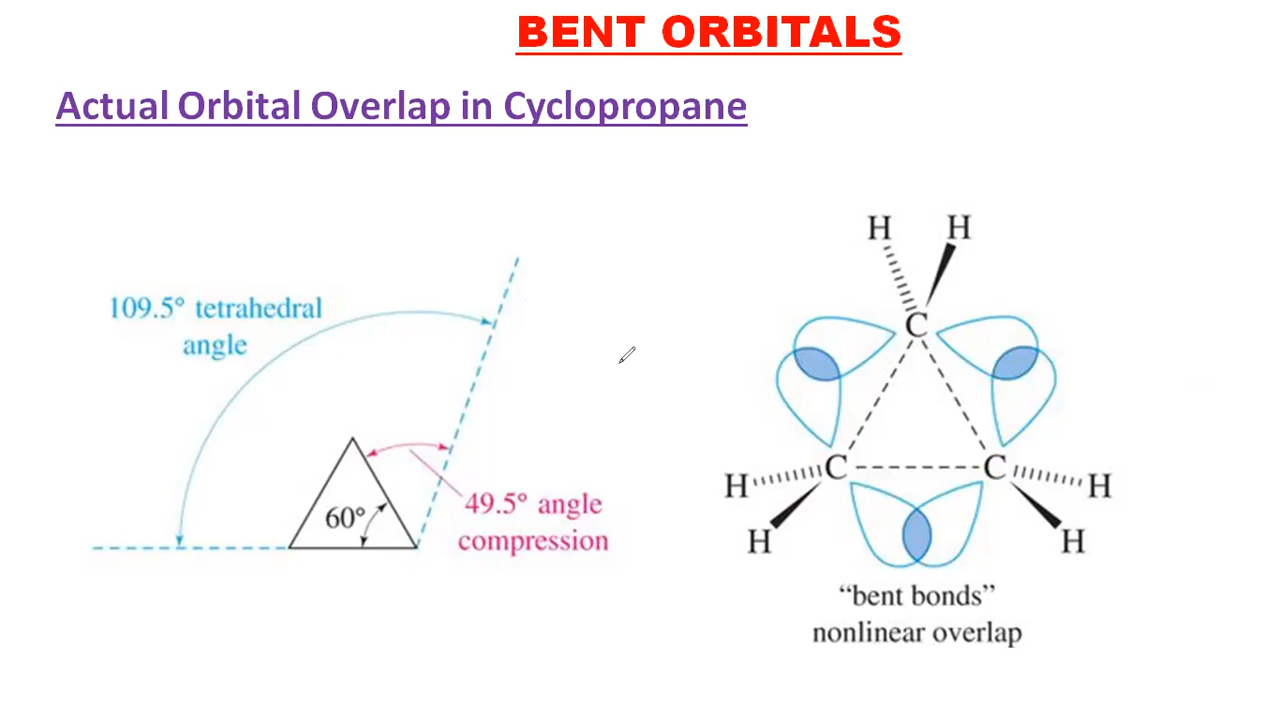 BENT ORBITALS
Actual Orbital Overlap in Cyclopropane
109.5° tetrahedral
angle
60°
49.5° angle
compression
H H
C
C C
H H
H H
“bent bonds”
nonlinear overlap